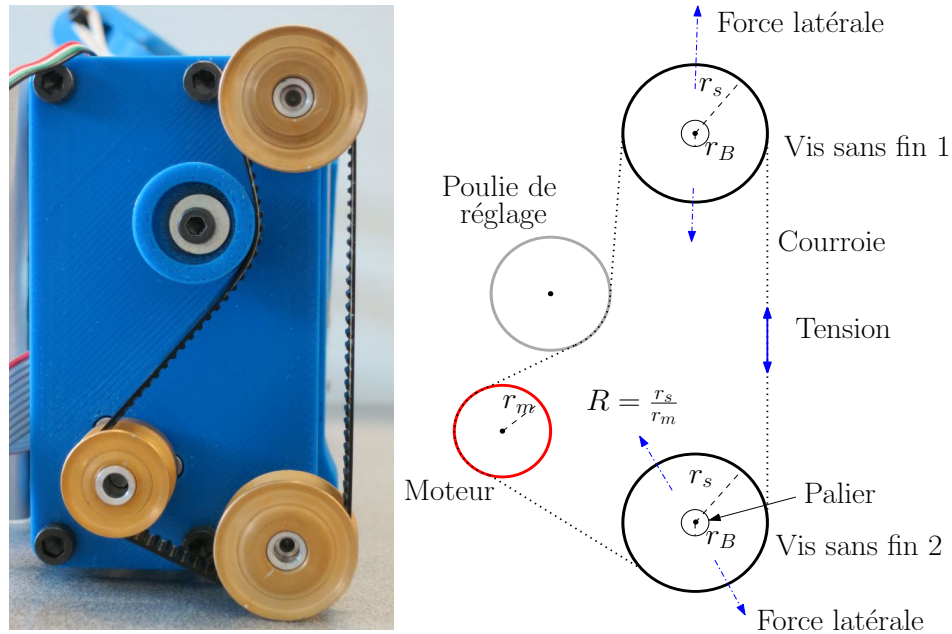 Force latérale
r_s
r_B
Vis sans fin 1
Poulie de
réglage
Courroie
Tension
r_m
R = \frac{r_s}{r_m}
Moteur
r_s
Palier
r_B
Vis sans fin 2
Force latérale